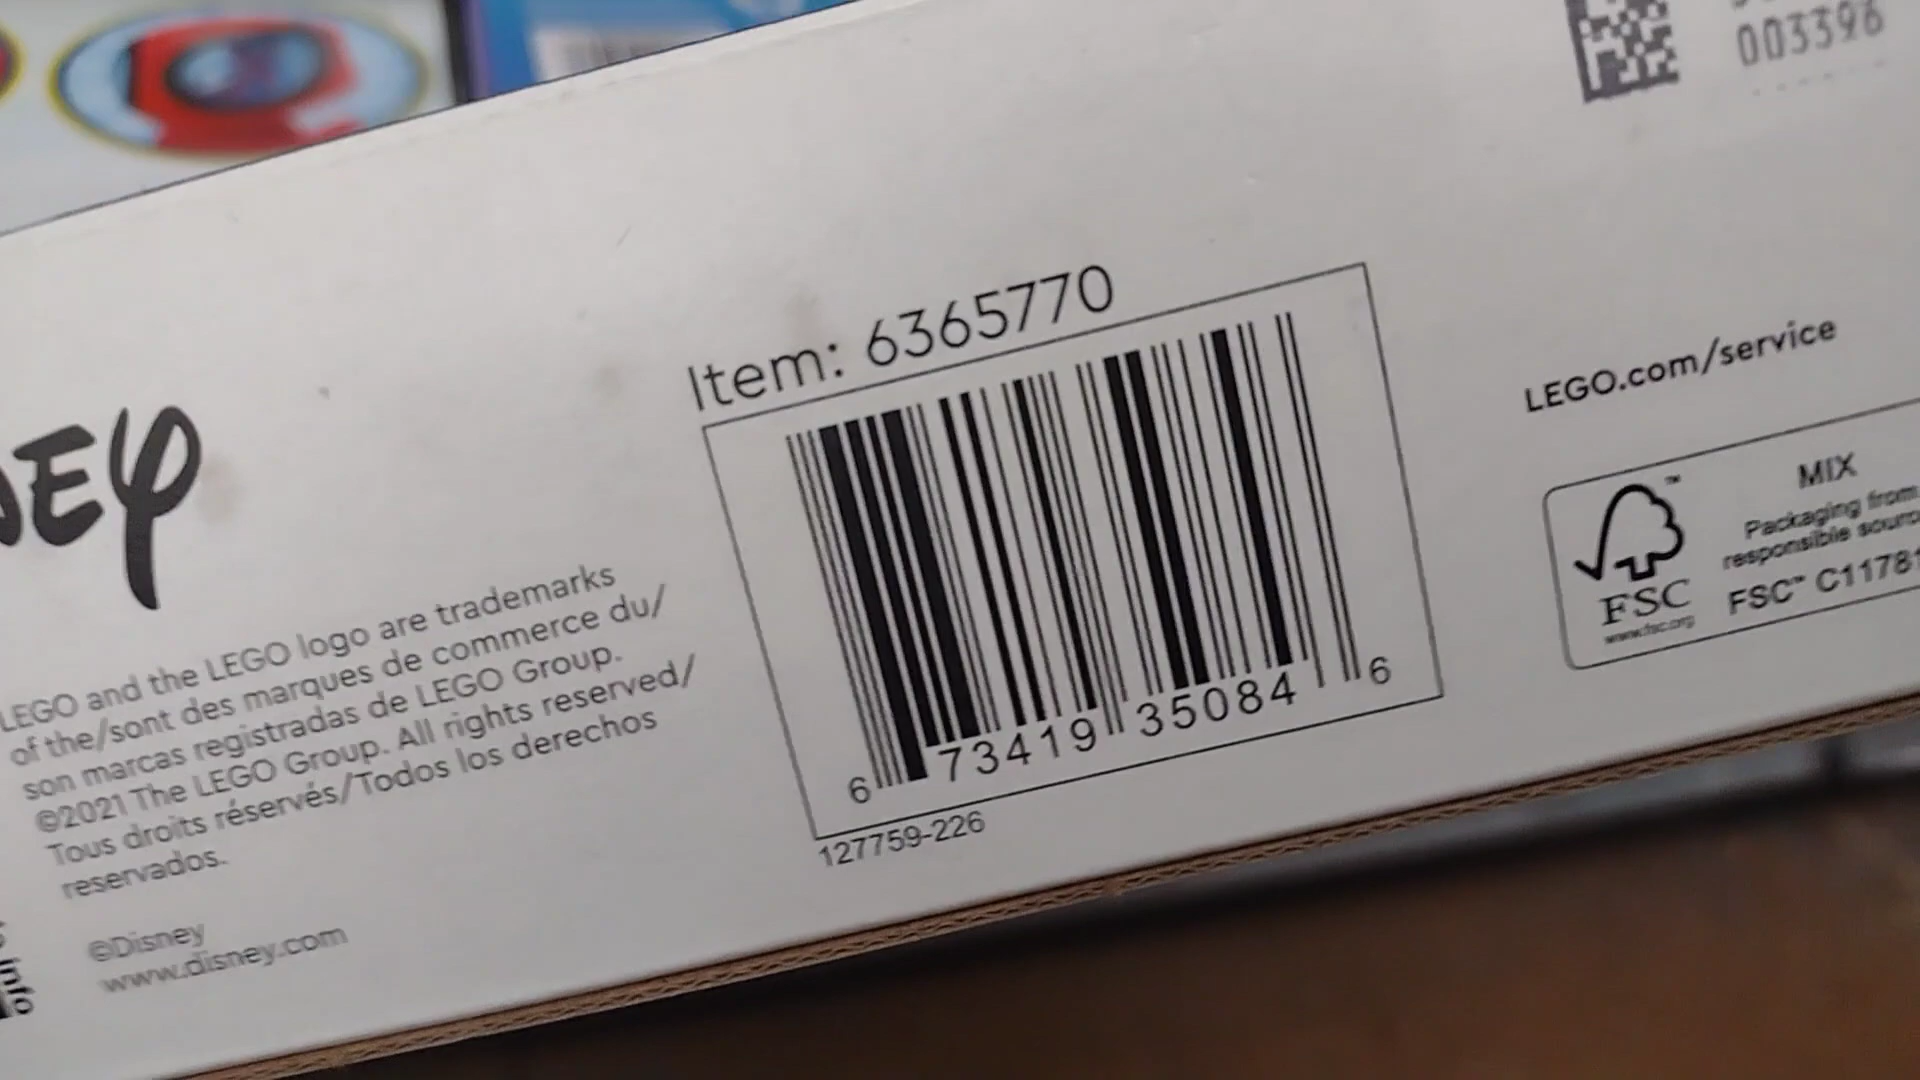 003396
Item: 6365770
6 73419 35084 6
127759-226
LEGO.com/service
MIX
Packaging from
responsible
FSC™
FSC
www.fsc.org
LEGO and the LEGO logo are trademarks
of the/sont des marques de commerce du/
son marcas registradas de LEGO Group.
©2021 The LEGO Group. All rights reserved/
Tous droits réservés/Todos los derechos
reservados.
©Disney
www.disney.com
info